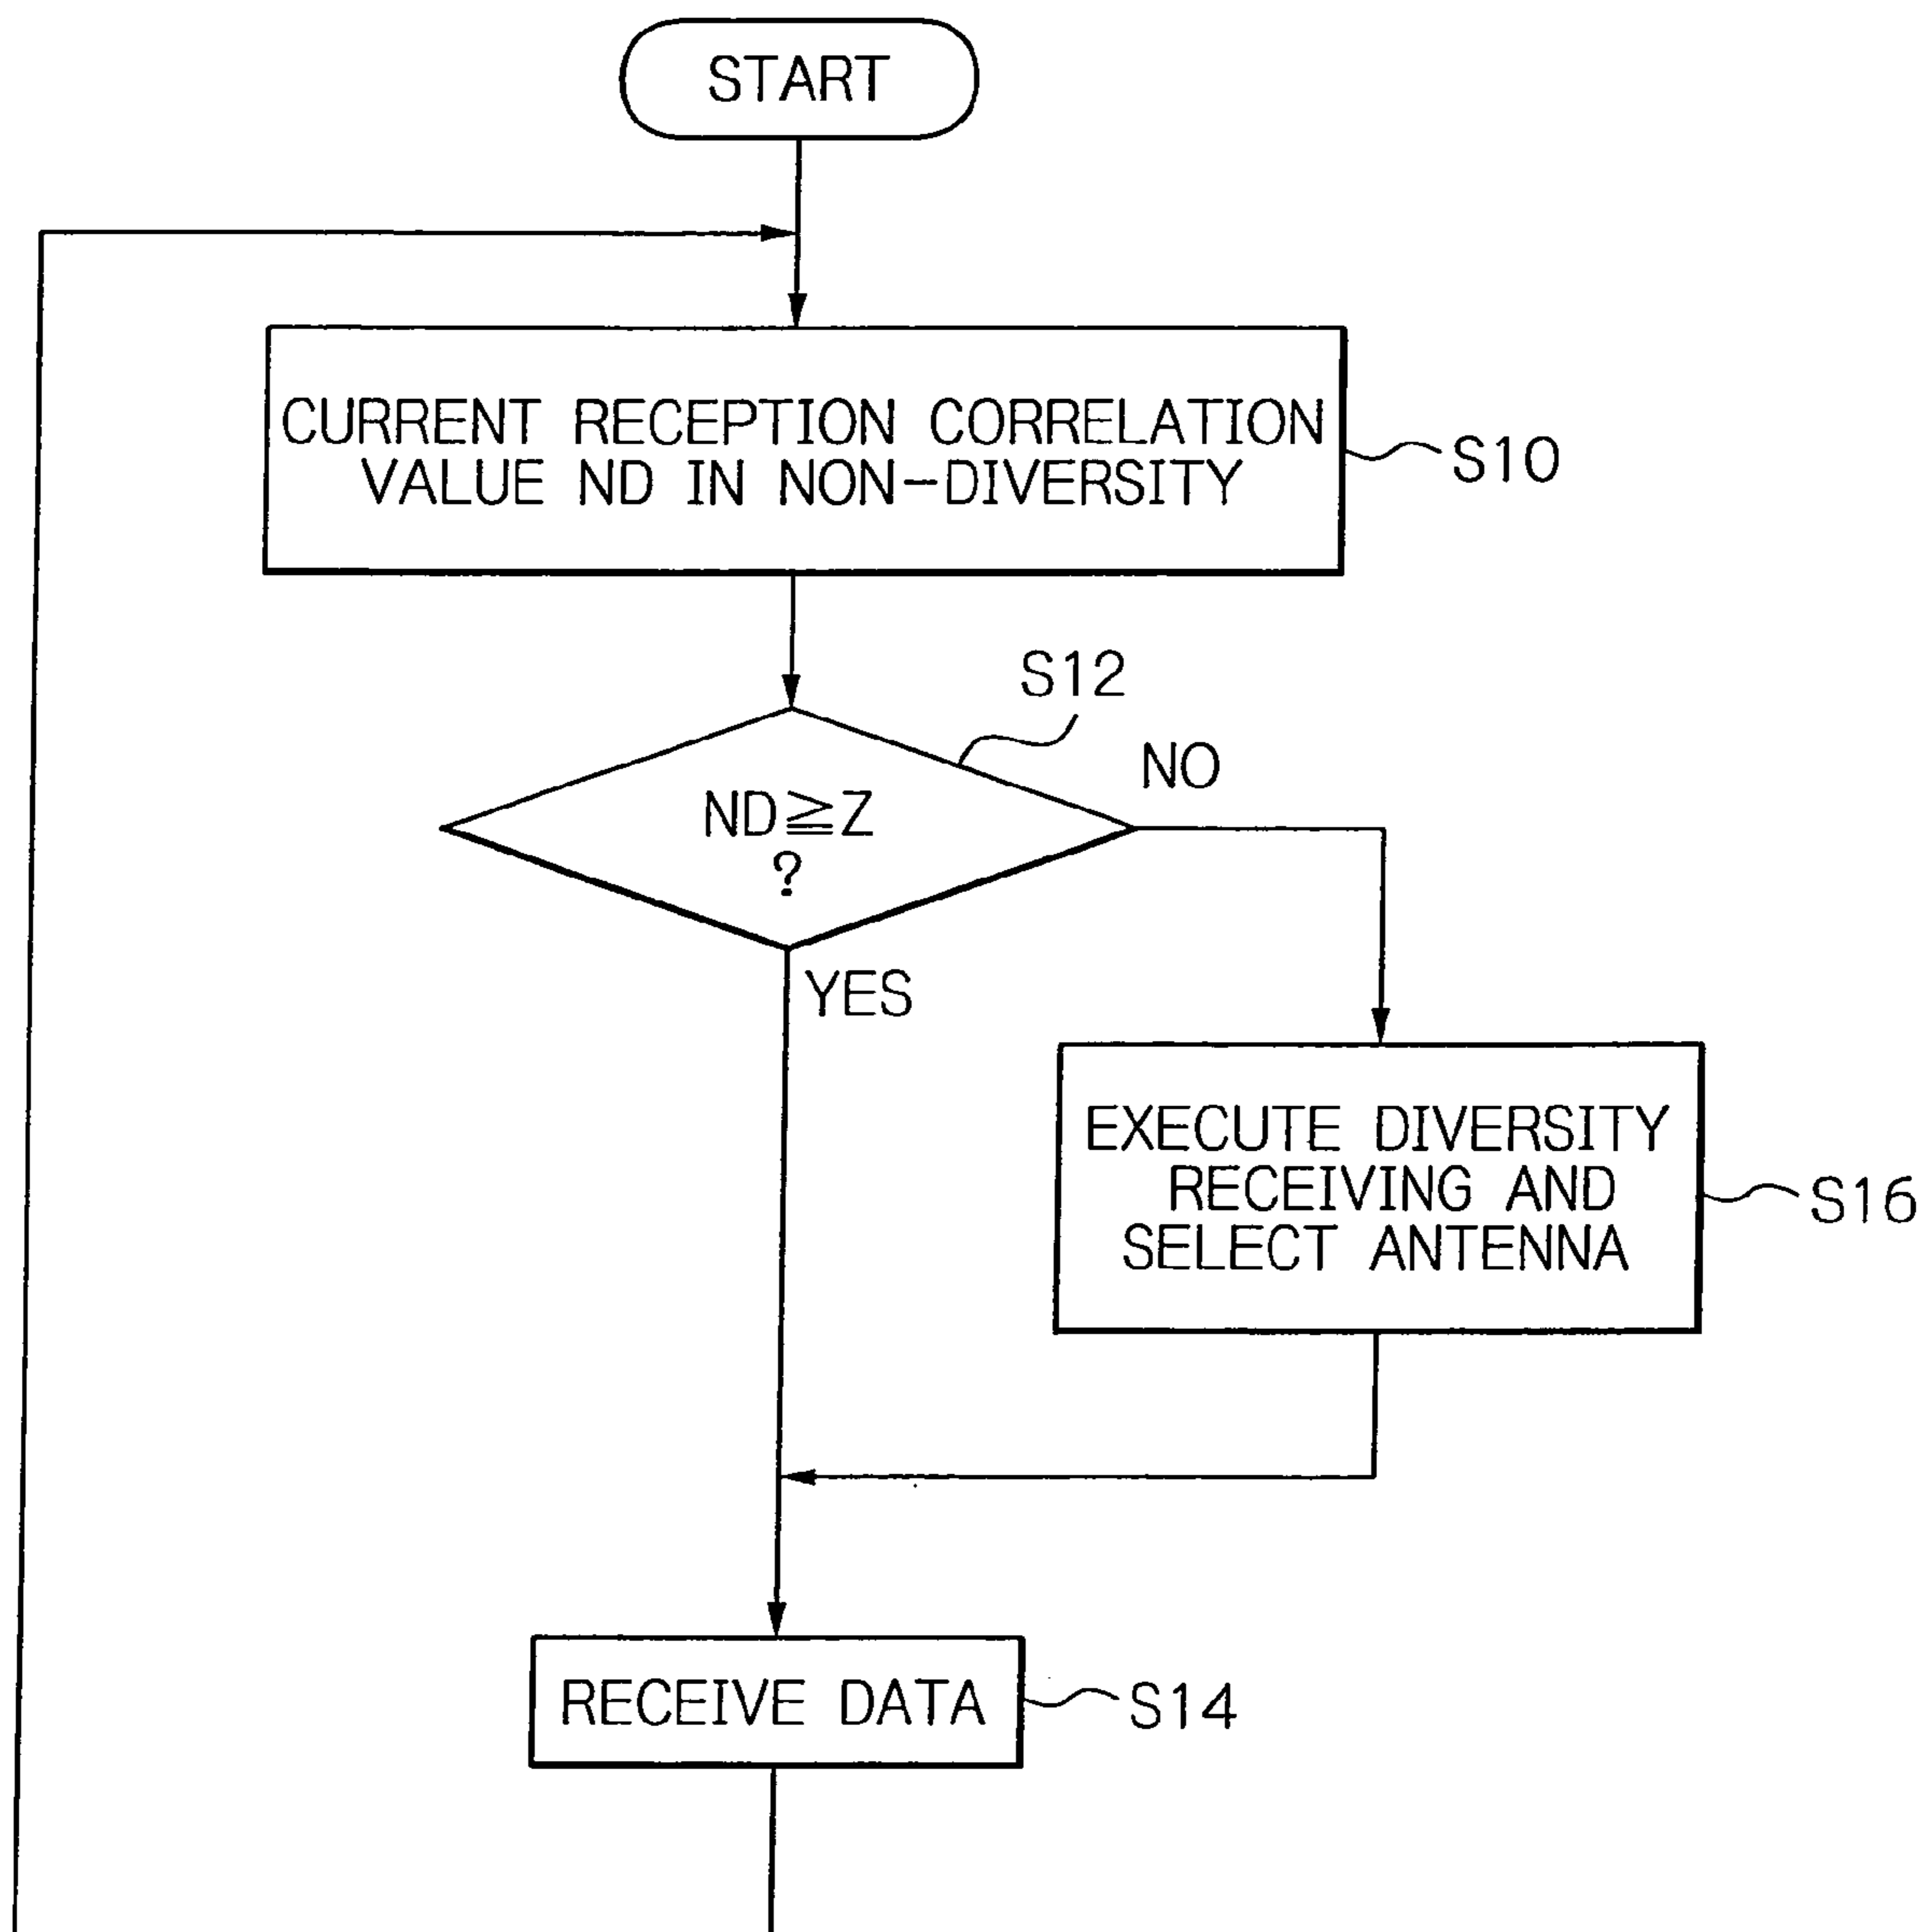 START
CURRENT RECEPTION CORRELATION
VALUE ND IN NON-DIVERSITY
S10
S12
NO
ND≧Z
?
YES
EXECUTE DIVERSITY
RECEIVING AND
SELECT ANTENNA
S16
RECEIVE DATA
S14